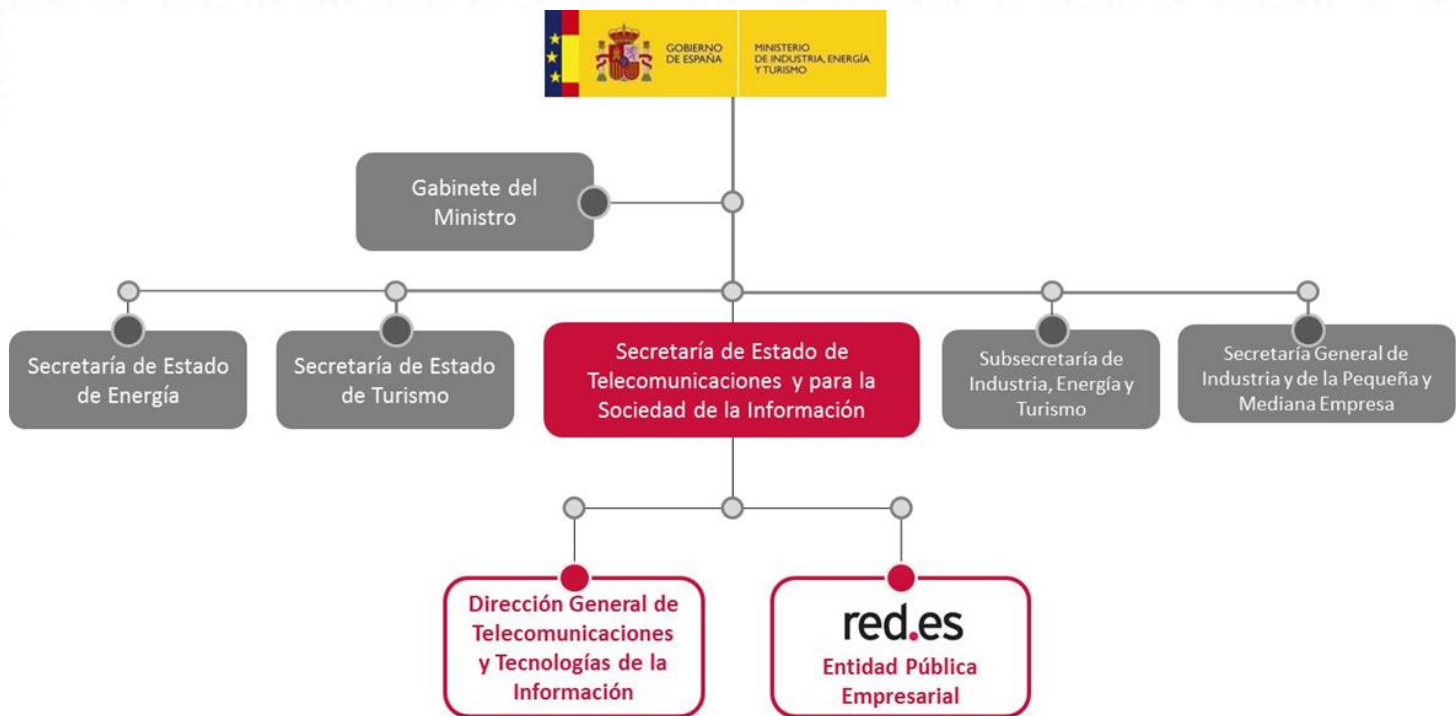 GOBIERNO
DE ESPAÑA
MINISTERIO
DE INDUSTRIA, ENERGÍA
Y TURISMO
Gabinete del
Ministro
Secretaría de Estado
de Energía
Secretaría de Estado
de Turismo
Secretaría de Estado de
Telecomunicaciones y para la
Sociedad de la Información
Subsecretaría de
Industria, Energía y
Turismo
Secretaría General de
Industria y de la Pequeña y
Mediana Empresa
Dirección General de
Telecomunicaciones
y Tecnologías de la
Información
red.es
Entidad Pública
Empresarial